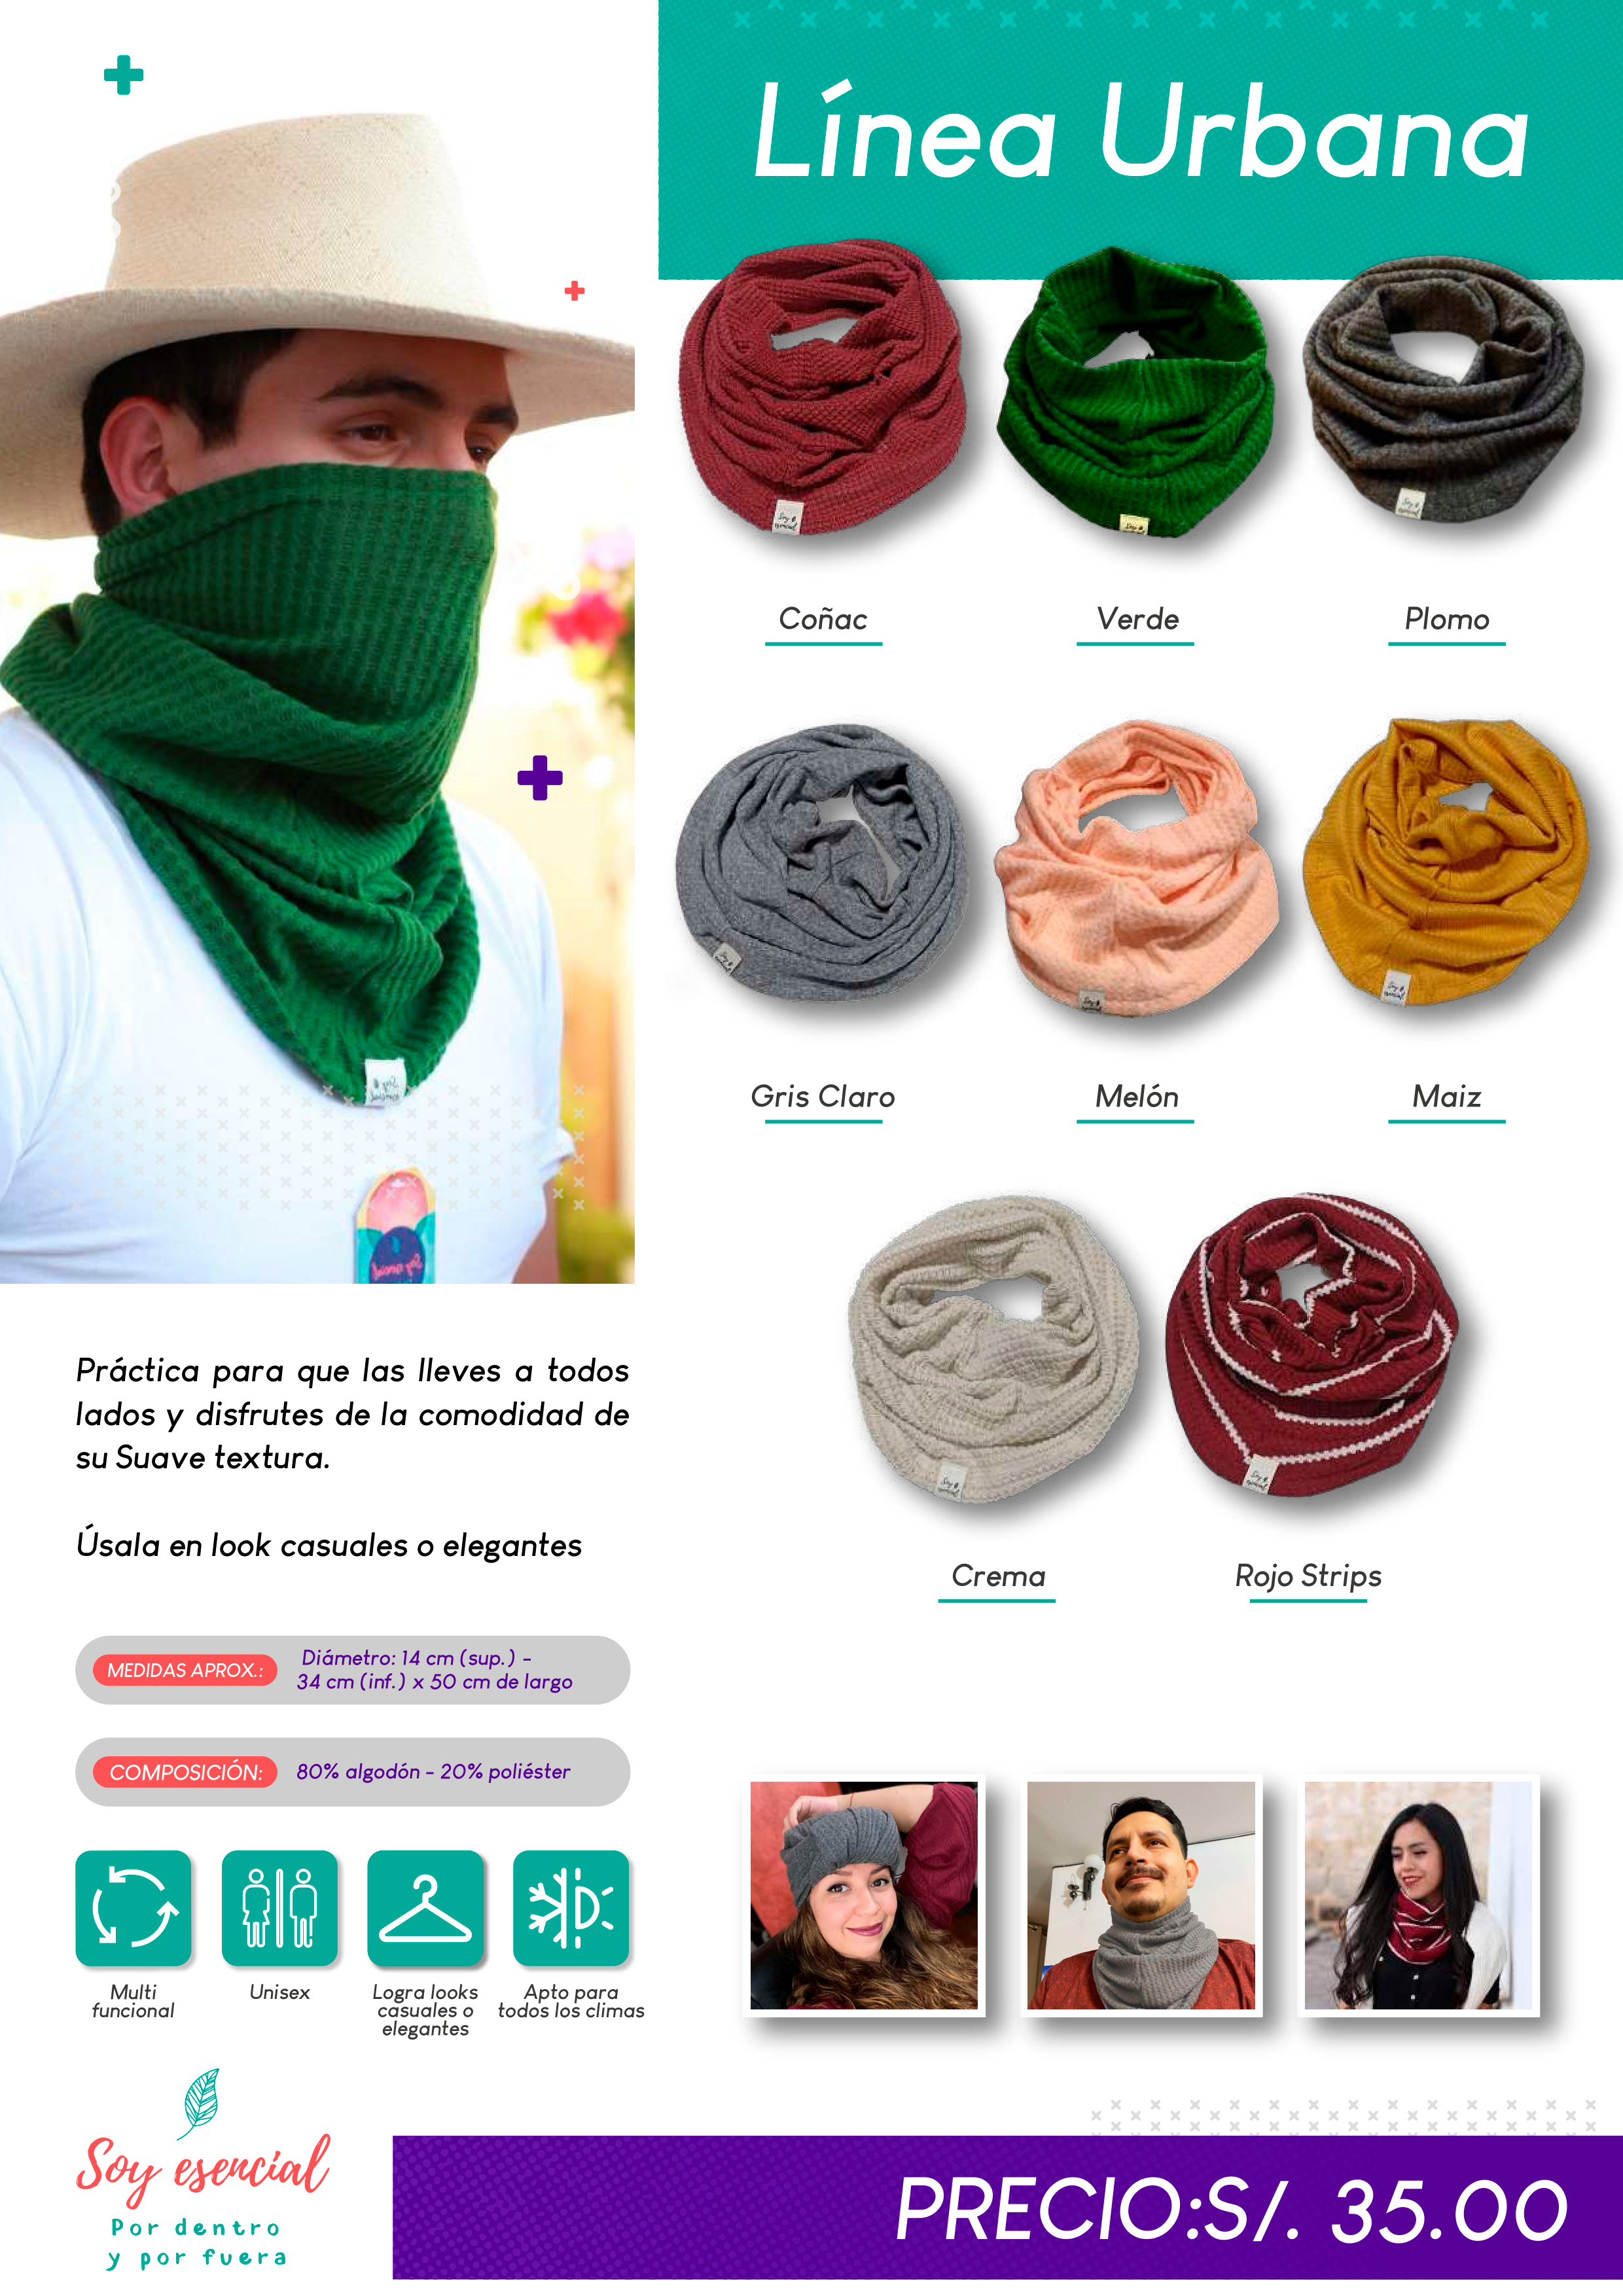 Línea Urbana
Coñac
Verde
Plomo
Gris Claro
Melón
Maiz
Crema
Rojo Strips
Práctica para que las lleves a todos
lados y disfrutes de la comodidad de
su Suave textura.
Úsala en look casuales o elegantes
MEDIDAS APROX.:
Diámetro: 14 cm (sup.) -
34 cm (inf.) x 50 cm de largo
COMPOSICIÓN:
80% algodón - 20% poliéster
Multi
funcional
Unisex
Logra looks
casuales o
elegantes
Apto para
todos los climas
Soy esencial
Por dentro
y por fuera
PRECIO:S/. 35.00